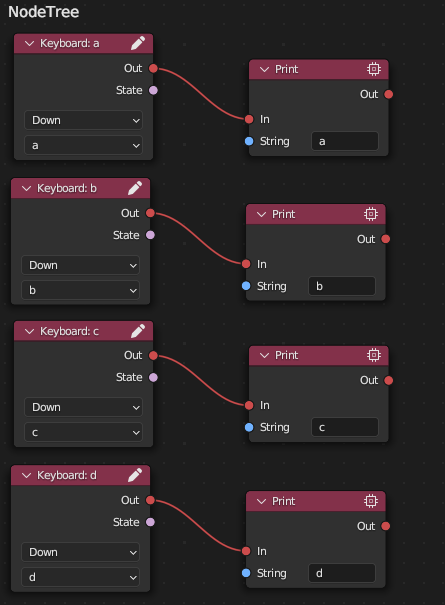 NodeTree
Keyboard: a
Out
State
Down
a
Print
Out
In
String a
Keyboard: b
Out
State
Down
b
Print
Out
In
String b
Keyboard: c
Out
State
Down
c
Print
Out
In
String c
Keyboard: d
Out
State
Down
d
Print
Out
In
String d